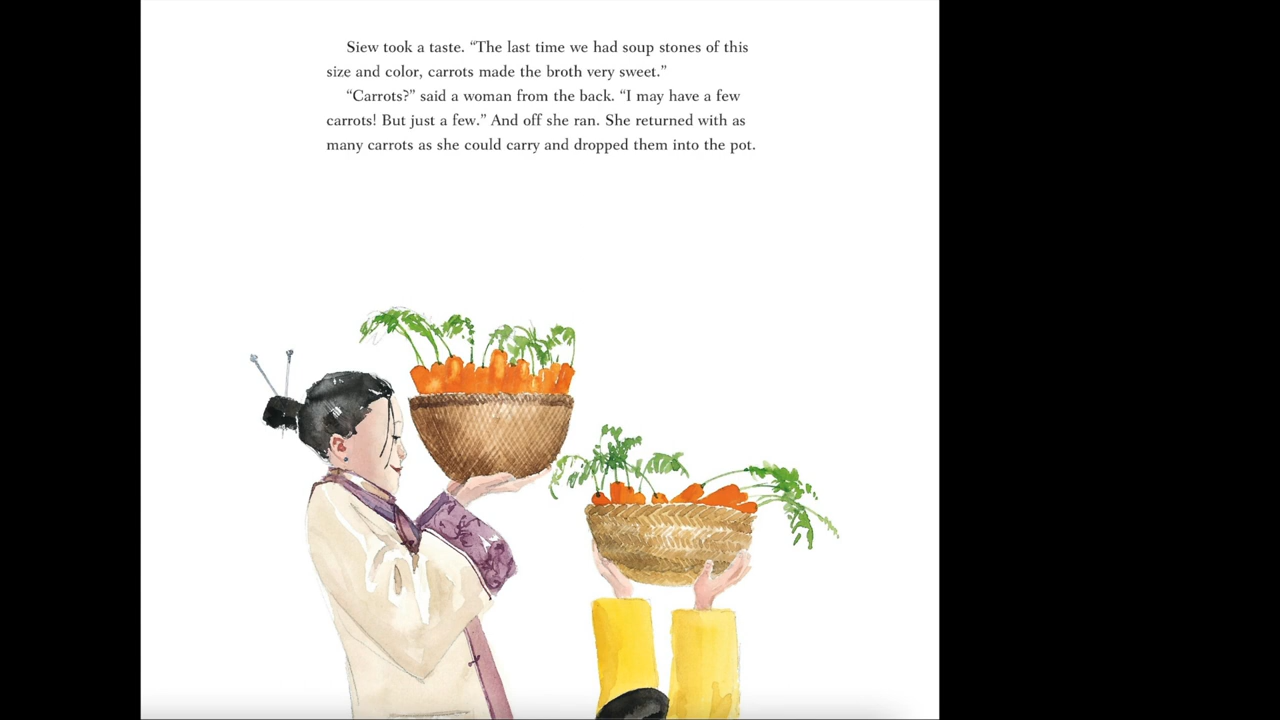 Siew took a taste. “The last time we had soup stones of this
size and color, carrots made the broth very sweet.”
“Carrots?” said a woman from the back. “I may have a few
carrots! But just a few.” And off she ran. She returned with as
many carrots as she could carry and dropped them into the pot.